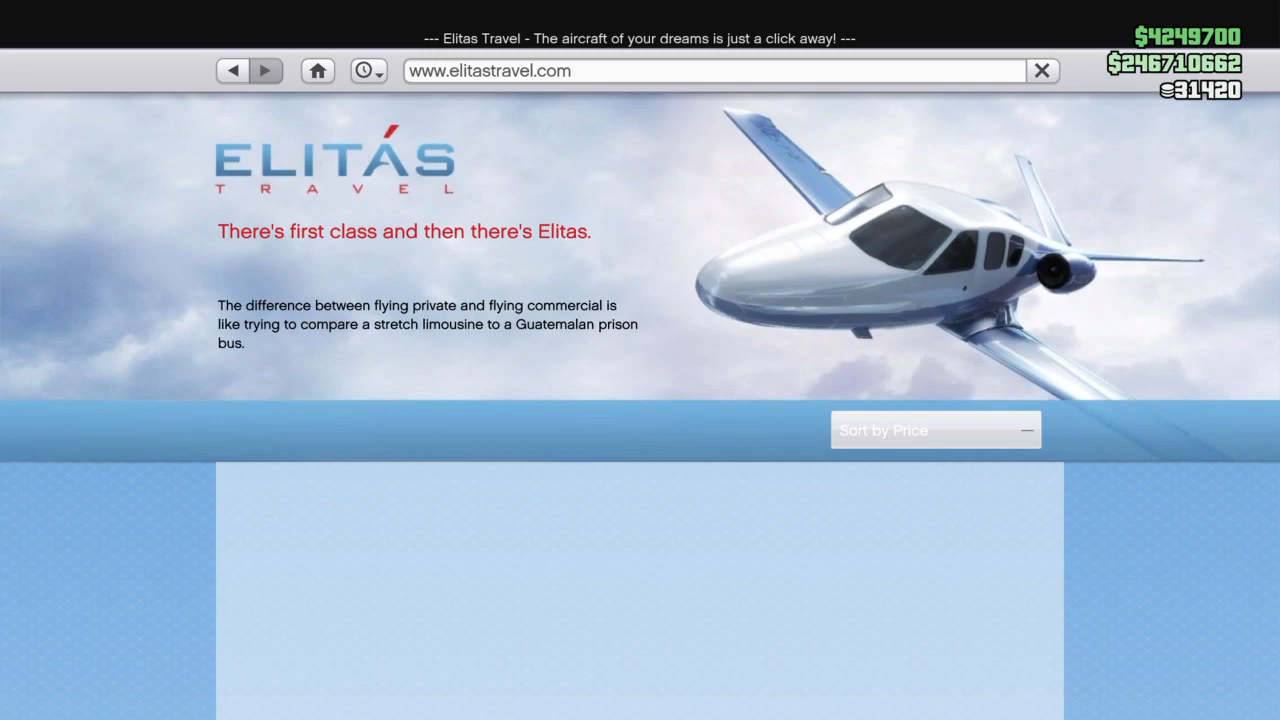 --- Elitas Travel - The aircraft of your dreams is just a click away! ---
$4249700
www.elitastravel.com
$246710662
31420
ELITÁS
TRAVEL
There's first class and then there's Elitas.
The difference between flying private and flying commercial is
like trying to compare a stretch limousine to a Guatemalan prison
bus.
Sort by Price